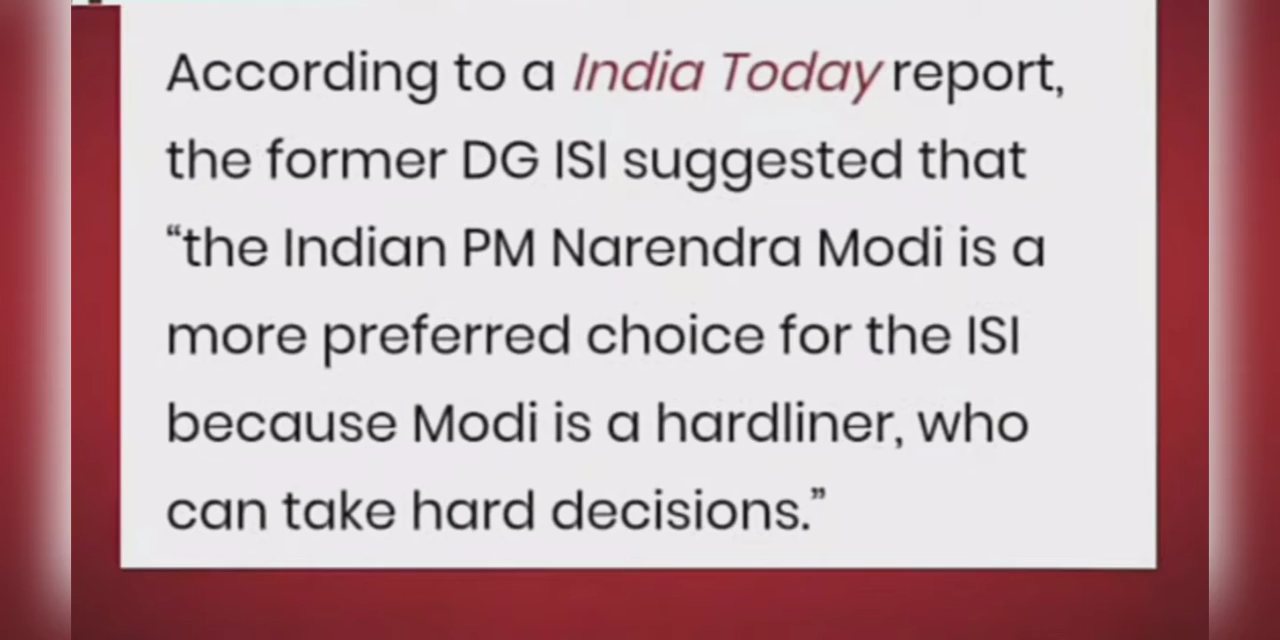 According to a India Today report,
the former DG ISI suggested that
“the Indian PM Narendra Modi is a
more preferred choice for the ISI
because Modi is a hardliner, who
can take hard decisions.”